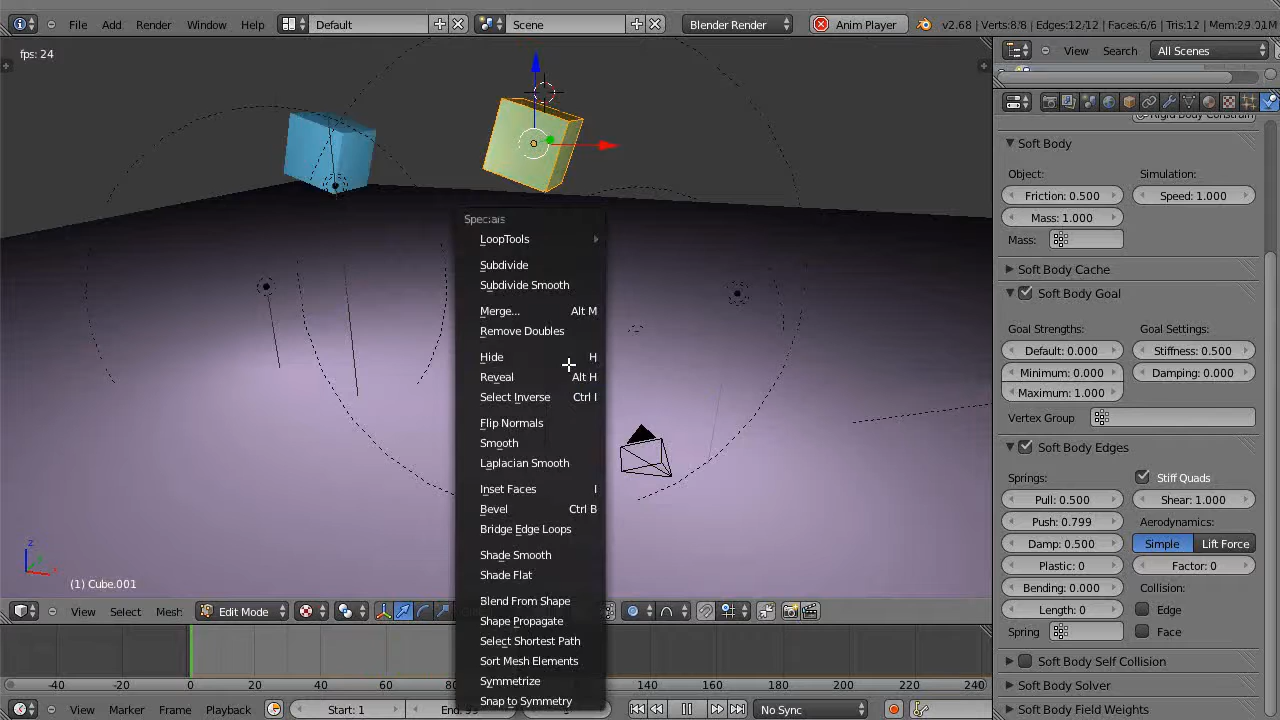 File Add Render Window Help Default Scene Blender Render Anim Player v2.68 | Verts:8/8 | Edges:12/12 | Faces:6/6 | Tris:11 | Mem:29.01M
fps: 24
View Search All Scenes
Soft Body
Object: Simulation:
Friction: 0.500 Speed: 1.000
Mass: 1.000
Mass:
Soft Body Cache
Soft Body Goal
Goal Strengths: Goal Settings:
Default: 0.000 Stiffness: 0.500
Minimum: 0.000 Damping: 0.000
Maximum: 1.000
Vertex Group
Soft Body Edges
Springs: Stiff Quads
Pull: 0.500 Shear: 1.000
Push: 0.799 Aerodynamics:
Damp: 0.500 Simple Lift Force
Plastic: 0 Factor: 0
Bending: 0.000 Collision:
Length: 0 Edge
Spring Face
Soft Body Self Collision
Soft Body Solver
Soft Body Field Weights
Specials
LoopTools
Subdivide
Subdivide Smooth
Merge... Alt M
Remove Doubles
Hide H
Reveal Alt H
Select Inverse Ctrl I
Flip Normals
Smooth
Laplacian Smooth
Inset Faces I
Bevel Ctrl B
Bridge Edge Loops
Shade Smooth
Shade Flat
Blend From Shape
Shape Propagate
Select Shortest Path
Sort Mesh Elements
Symmetrize
Snap to Symmetry
z
(1) Cube.001
View Select Mesh Edit Mode
-40 -20 0 20 40 60 80 140 160 180 200 220 240
View Marker Frame Playback Start: 1 No Sync